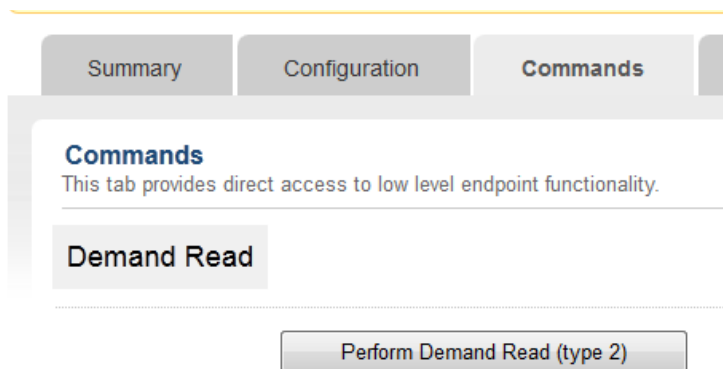 Summary Configuration Commands
Commands
This tab provides direct access to low level endpoint functionality.
Demand Read
Perform Demand Read (type 2)